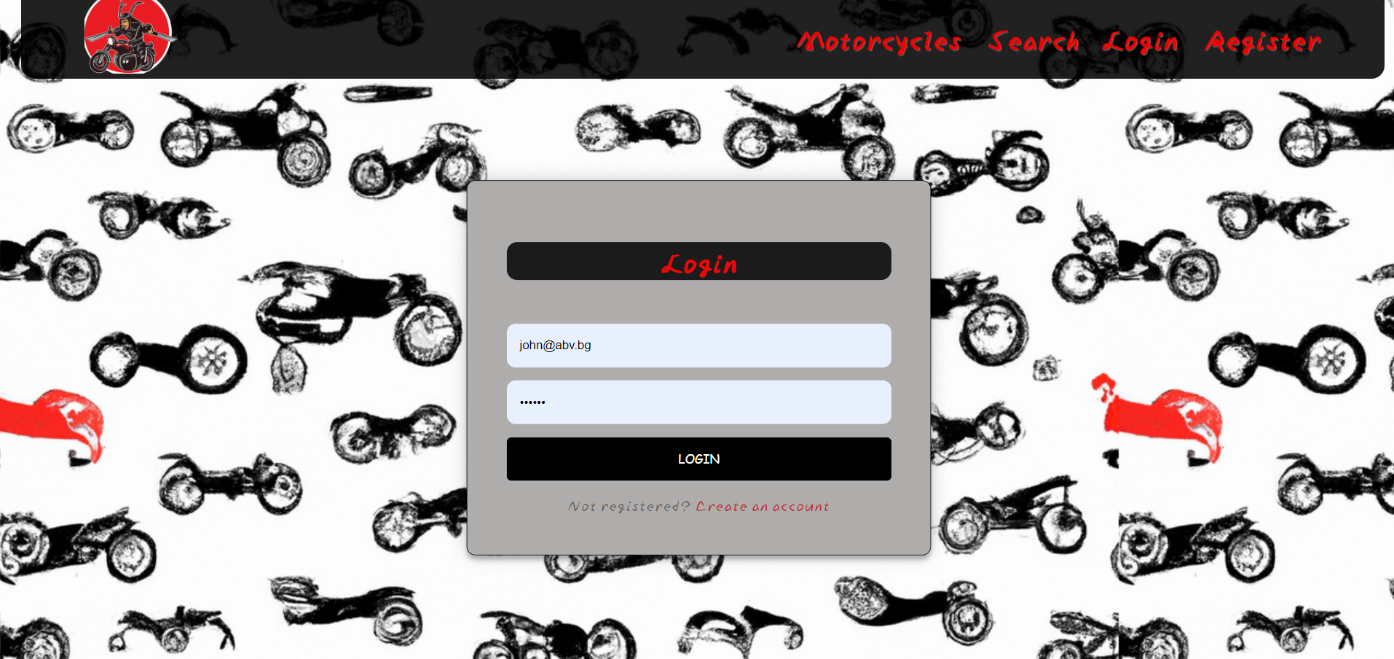 Motorcycles Search Login Register
Login
john@abv.bg
••••••
LOGIN
Not registered? Create an account